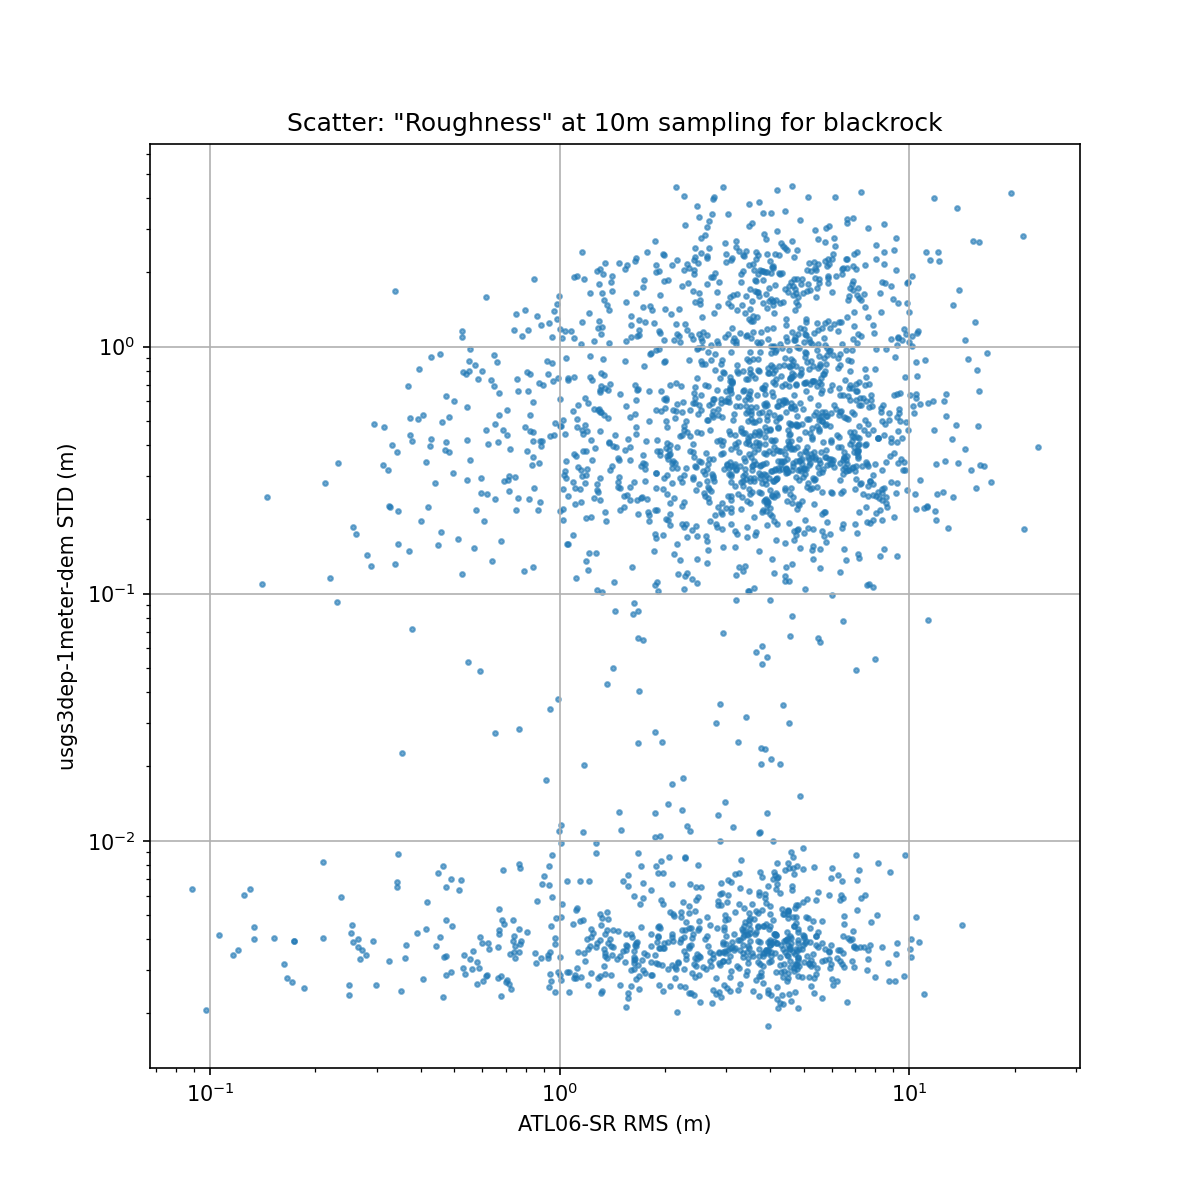 Scatter: "Roughness" at 10m sampling for blackrock
usgs3dep-1meter-dem STD (m)
10⁰
10⁻¹
10⁻²
10⁻¹ 10⁰ 10¹
ATL06-SR RMS (m)